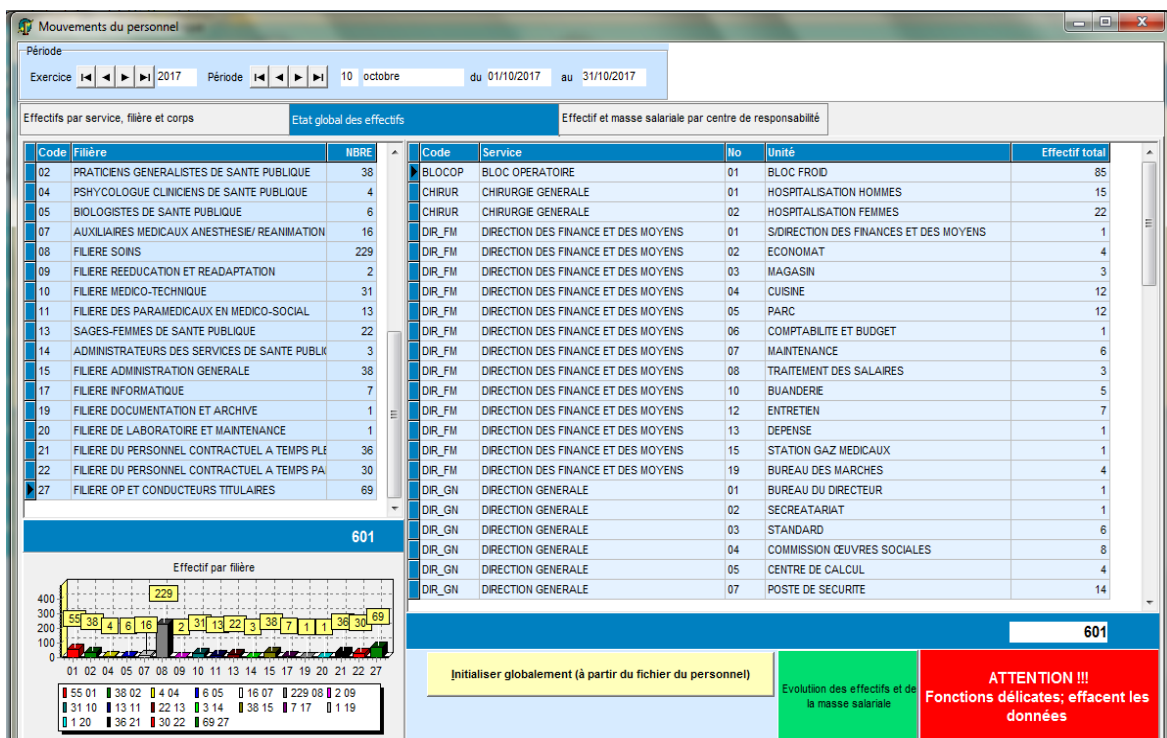 Mouvements du personnel
Période
Exercice 2017 Période 10 octobre du 01/10/2017 au 31/10/2017
Effectifs par service, filière et corps Etat global des effectifs Effectif et masse salariale par centre de responsabilité
Code Filière NBRE
02 PRATICIENS GENERALISTES DE SANTE PUBLIQUE 38
04 PSHYCOLOGUE CLINICIENS DE SANTE PUBLIQUE 4
05 BIOLOGISTES DE SANTE PUBLIQUE 6
07 AUXILIAIRES MEDICAUX ANESTHESIE/ REANIMATION 16
08 FILIERE SOINS 229
09 FILIERE REEDUCATION ET READAPTATION 2
10 FILIERE MEDICO-TECHNIQUE 31
11 FILIERE DES PARAMEDICAUX EN MEDICO-SOCIAL 13
13 SAGES-FEMMES DE SANTE PUBLIQUE 22
14 ADMINISTRATEURS DES SERVICES DE SANTE PUBLI 3
15 FILIERE ADMINISTRATION GENERALE 38
17 FILERE INFORMATIQUE 7
19 FILIERE DOCUMENTATION ET ARCHIVE 1
20 FILIERE DE LABORATOIRE ET MAINTENANCE 1
21 FILIERE DU PERSONNEL CONTRACTUEL A TEMPS PLE 36
22 FILIERE DU PERSONNEL CONTRACTUEL A TEMPS PA 30
27 FILIERE OP ET CONDUCTEURS TITULAIRES 69
601
Code Service No Unité Effectif total
BLOCOP BLOC OPERATOIRE 01 BLOC FROID 85
CHIRUR CHIRURGIE GENERALE 01 HOSPITALISATION HOMMES 15
CHIRUR CHIRURGIE GENERALE 02 HOSPITALISATION FEMMES 22
DIR_FM DIRECTION DES FINANCE ET DES MOYENS 01 S/DIRECTION DES FINANCES ET DES MOYENS 1
DIR_FM DIRECTION DES FINANCE ET DES MOYENS 02 ECONOMAT 4
DIR_FM DIRECTION DES FINANCE ET DES MOYENS 03 MAGASIN 3
DIR_FM DIRECTION DES FINANCE ET DES MOYENS 04 CUISINE 12
DIR_FM DIRECTION DES FINANCE ET DES MOYENS 05 PARC 12
DIR_FM DIRECTION DES FINANCE ET DES MOYENS 06 COMPTABILITE ET BUDGET 1
DIR_FM DIRECTION DES FINANCE ET DES MOYENS 07 MAINTENANCE 6
DIR_FM DIRECTION DES FINANCE ET DES MOYENS 08 TRAITEMENT DES SALAIRES 3
DIR_FM DIRECTION DES FINANCE ET DES MOYENS 10 BUANDERIE 5
DIR_FM DIRECTION DES FINANCE ET DES MOYENS 12 ENTRETIEN 7
DIR_FM DIRECTION DES FINANCE ET DES MOYENS 13 DEPENSE 1
DIR_FM DIRECTION DES FINANCE ET DES MOYENS 15 STATION GAZ MEDICAUX 1
DIR_FM DIRECTION DES FINANCE ET DES MOYENS 19 BUREAU DES MARCHES 4
DIR_GN DIRECTION GENERALE 01 BUREAU DU DIRECTEUR 1
DIR_GN DIRECTION GENERALE 02 SECREATARIAT 1
DIR_GN DIRECTION GENERALE 03 STANDARD 6
DIR_GN DIRECTION GENERALE 04 COMMISSION ŒUVRES SOCIALES 8
DIR_GN DIRECTION GENERALE 05 CENTRE DE CALCUL 4
DIR_GN DIRECTION GENERALE 07 POSTE DE SECURITE 14
601
Effectif par filière
400
300
200
100
0
55 38 4 6 16 229 2 31 13 22 3 38 7 1 1 36 30 69
01 02 04 05 07 08 09 10 11 13 14 15 17 19 20 21 22 27
55 01 38 02 4 04 6 05 16 07 229 08 2 09
31 10 13 11 22 13 3 14 38 15 7 17 1 19
1 20 36 21 30 22 69 27
Initialiser globalement (à partir du fichier du personnel)
Evolutiion des effectifs et de
la masse salariale
ATTENTION !!!
Fonctions délicates; effacent les
données